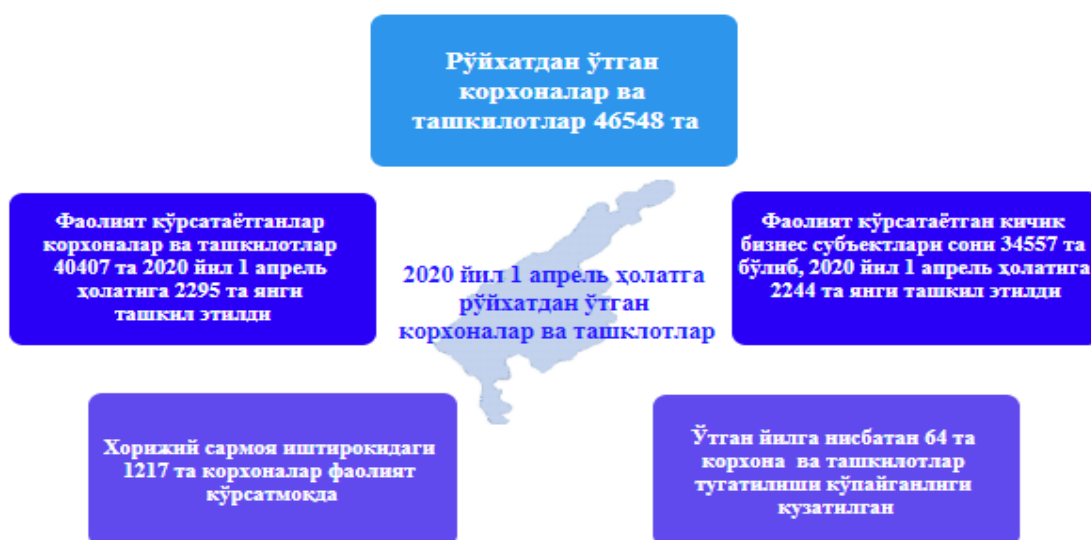 Рўйхатдан ўтган
корхоналар ва
ташкилотлар 46548 та
Фаолият кўрсатаётганлар
корхоналар ва ташкилотлар
40407 та 2020 йил 1 апрель
ҳолатига 2295 та янги
ташкил этилди
Фаолият кўрсатаётган кичик
бизнес субъектлари сони 34557 та
бўлиб, 2020 йил 1 апрель ҳолатига
2244 та янги ташкил этилди
2020 йил 1 апрель ҳолатга
рўйхатдан ўтган
корхоналар ва ташклотлар
Хорижий сармоя иштирокидаги
1217 та корхоналар фаолият
кўрсатмоқда
Ўтган йилга нисбатан 64 та
корхона ва ташкилотлар
тугатилиши кўпайганлиги
кузатилган